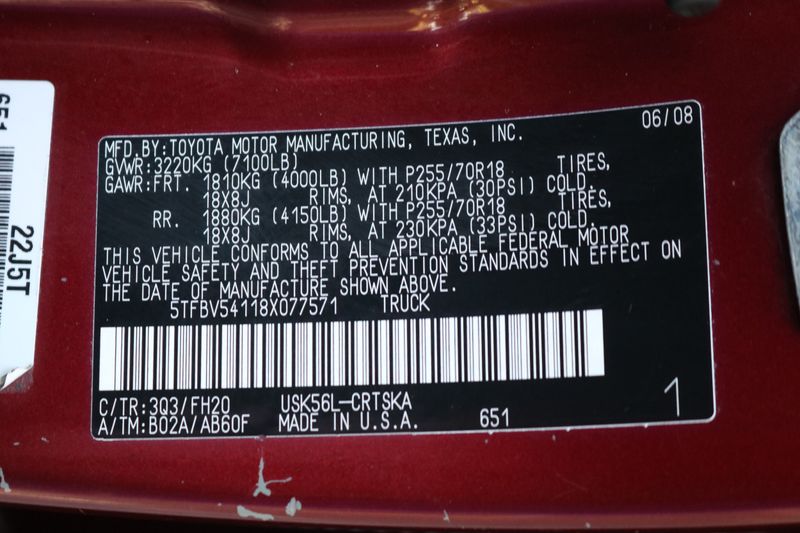 06/08
MFD. BY: TOYOTA MOTOR MANUFACTURING, TEXAS, INC.
GVWR: 3220KG (7100LB)
GAWR: FRT. 1810KG (4000LB) WITH P255/70R18 TIRES,
18X8J RIMS, AT 210KPA (30PSI) COLD.
RR. 1880KG (4150LB) WITH P255/70R18 TIRES,
18X8J RIMS, AT 230KPA (33PSI) COLD.
THIS VEHICLE CONFORMS TO ALL APPLICABLE FEDERAL MOTOR
VEHICLE SAFETY AND THEFT PREVENTION STANDARDS IN EFFECT ON
THE DATE OF MANUFACTURE SHOWN ABOVE.
5TFBV54118X077571 TRUCK
C/TR: 3Q3/FH20 USK56L-CRTSKA
A/TM: B02A/AB60F MADE IN U.S.A. 651
1
651
22J5T